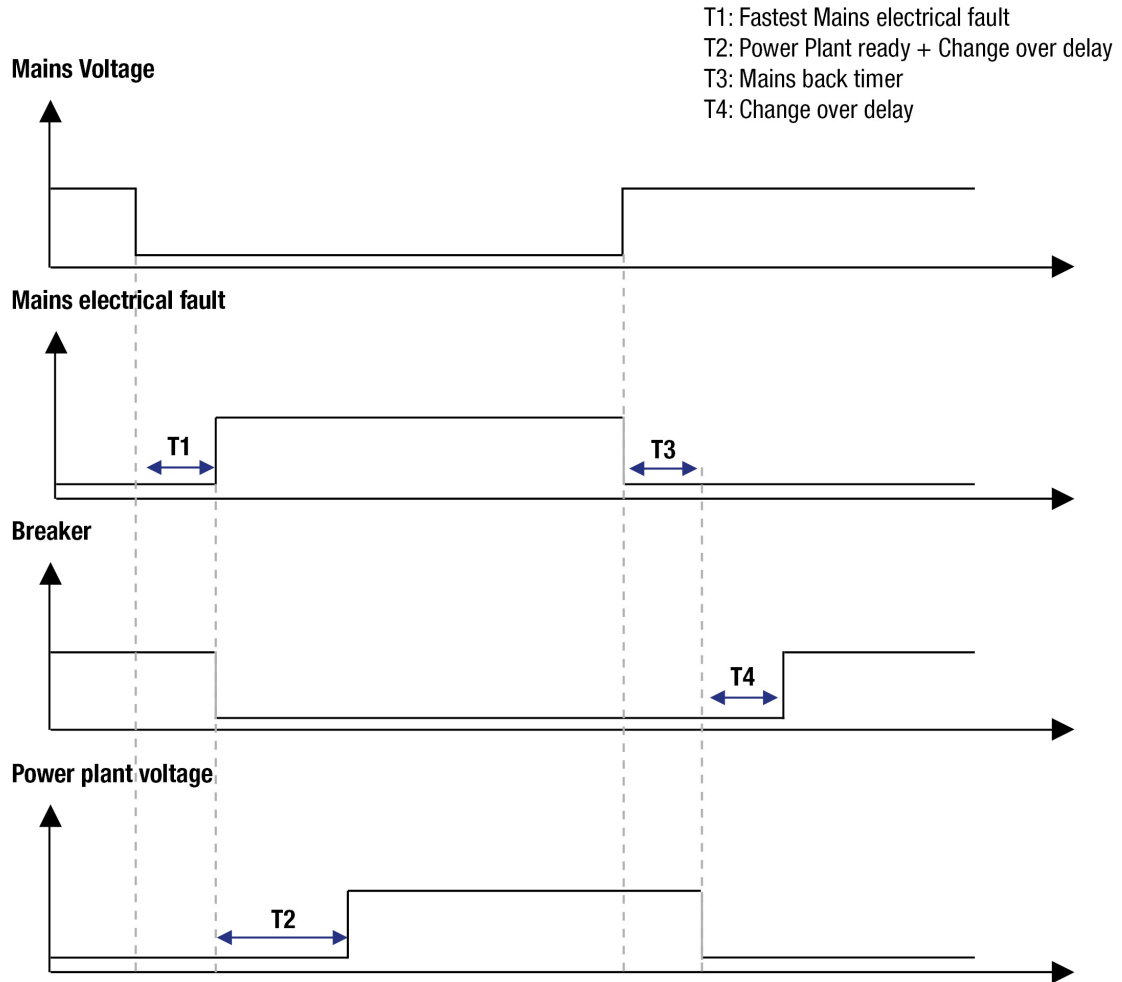 T1: Fastest Mains electrical fault
T2: Power Plant ready + Change over delay
T3: Mains back timer
T4: Change over delay
Mains Voltage
Mains electrical fault
T1
T3
Breaker
T4
Power plant voltage
T2